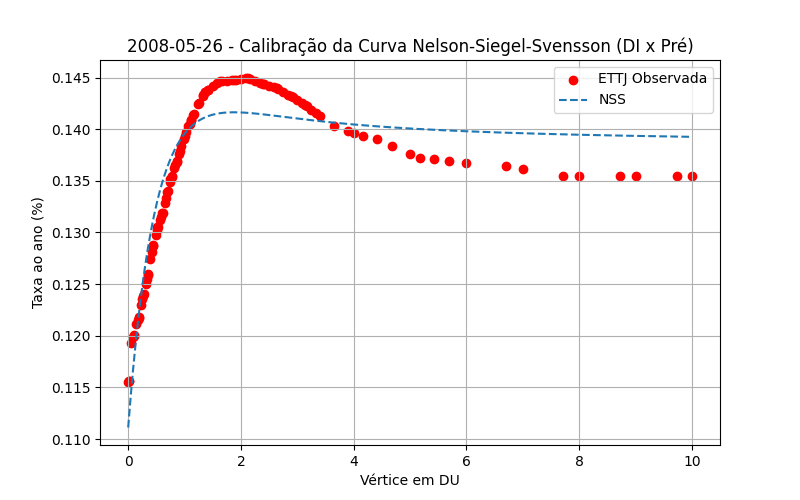 2008-05-26 - Calibração da Curva Nelson-Siegel-Svensson (DI x Pré)
ETTJ Observada
NSS
Taxa ao ano (%)
0.145
0.140
0.135
0.130
0.125
0.120
0.115
0.110
0 2 4 6 8 10
Vértice em DU